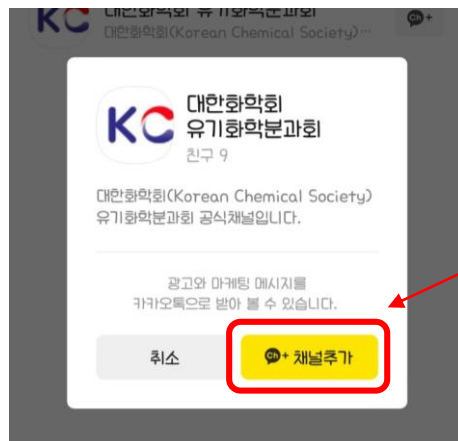 KC
대한화학회 유기화학분과회
대한화학회(Korean Chemical Society)…
Ch+
KC
대한화학회
유기화학분과회
친구 9
대한화학회(Korean Chemical Society)
유기화학분과회 공식채널입니다.
광고와 마케팅 메시지를
카카오톡으로 받아 볼 수 있습니다.
취소
Ch+ 채널추가